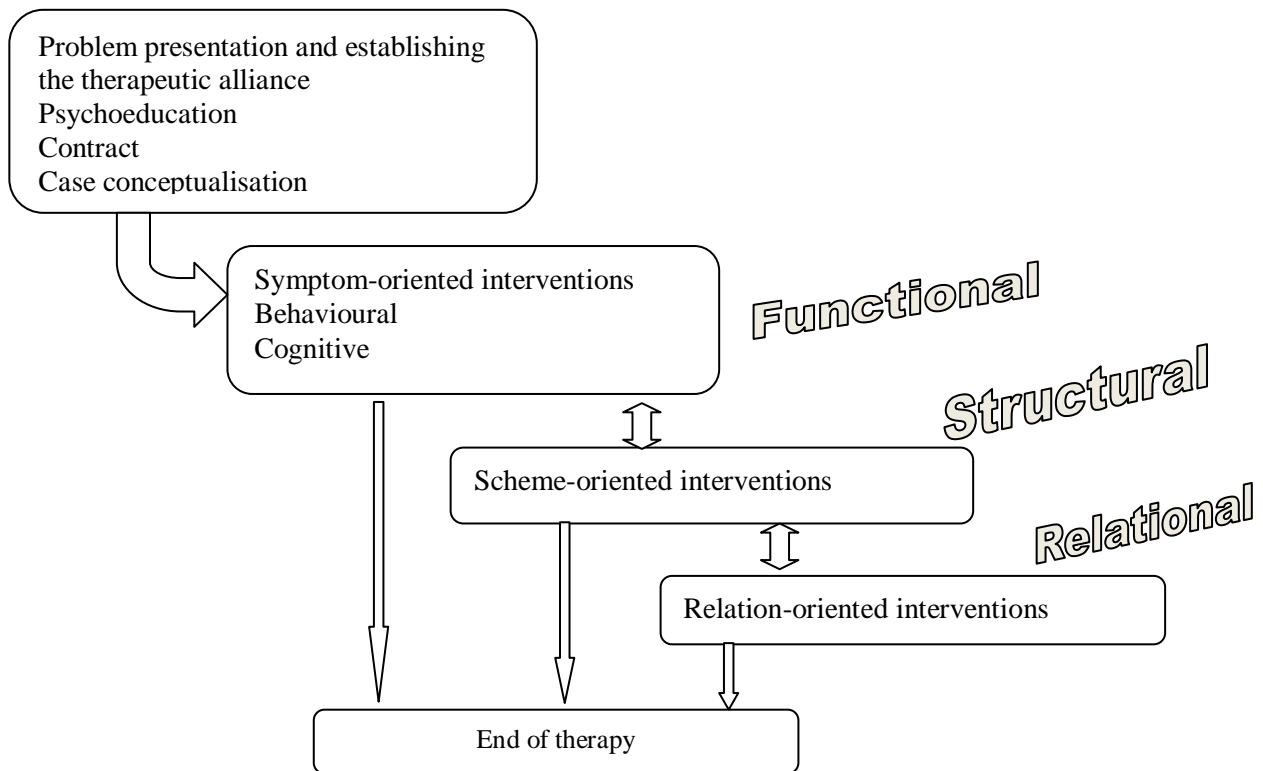 Problem presentation and establishing
the therapeutic alliance
Psychoeducation
Contract
Case conceptualisation
Symptom-oriented interventions
Behavioural
Cognitive
Functional
Structural
Scheme-oriented interventions
Relational
Relation-oriented interventions
End of therapy